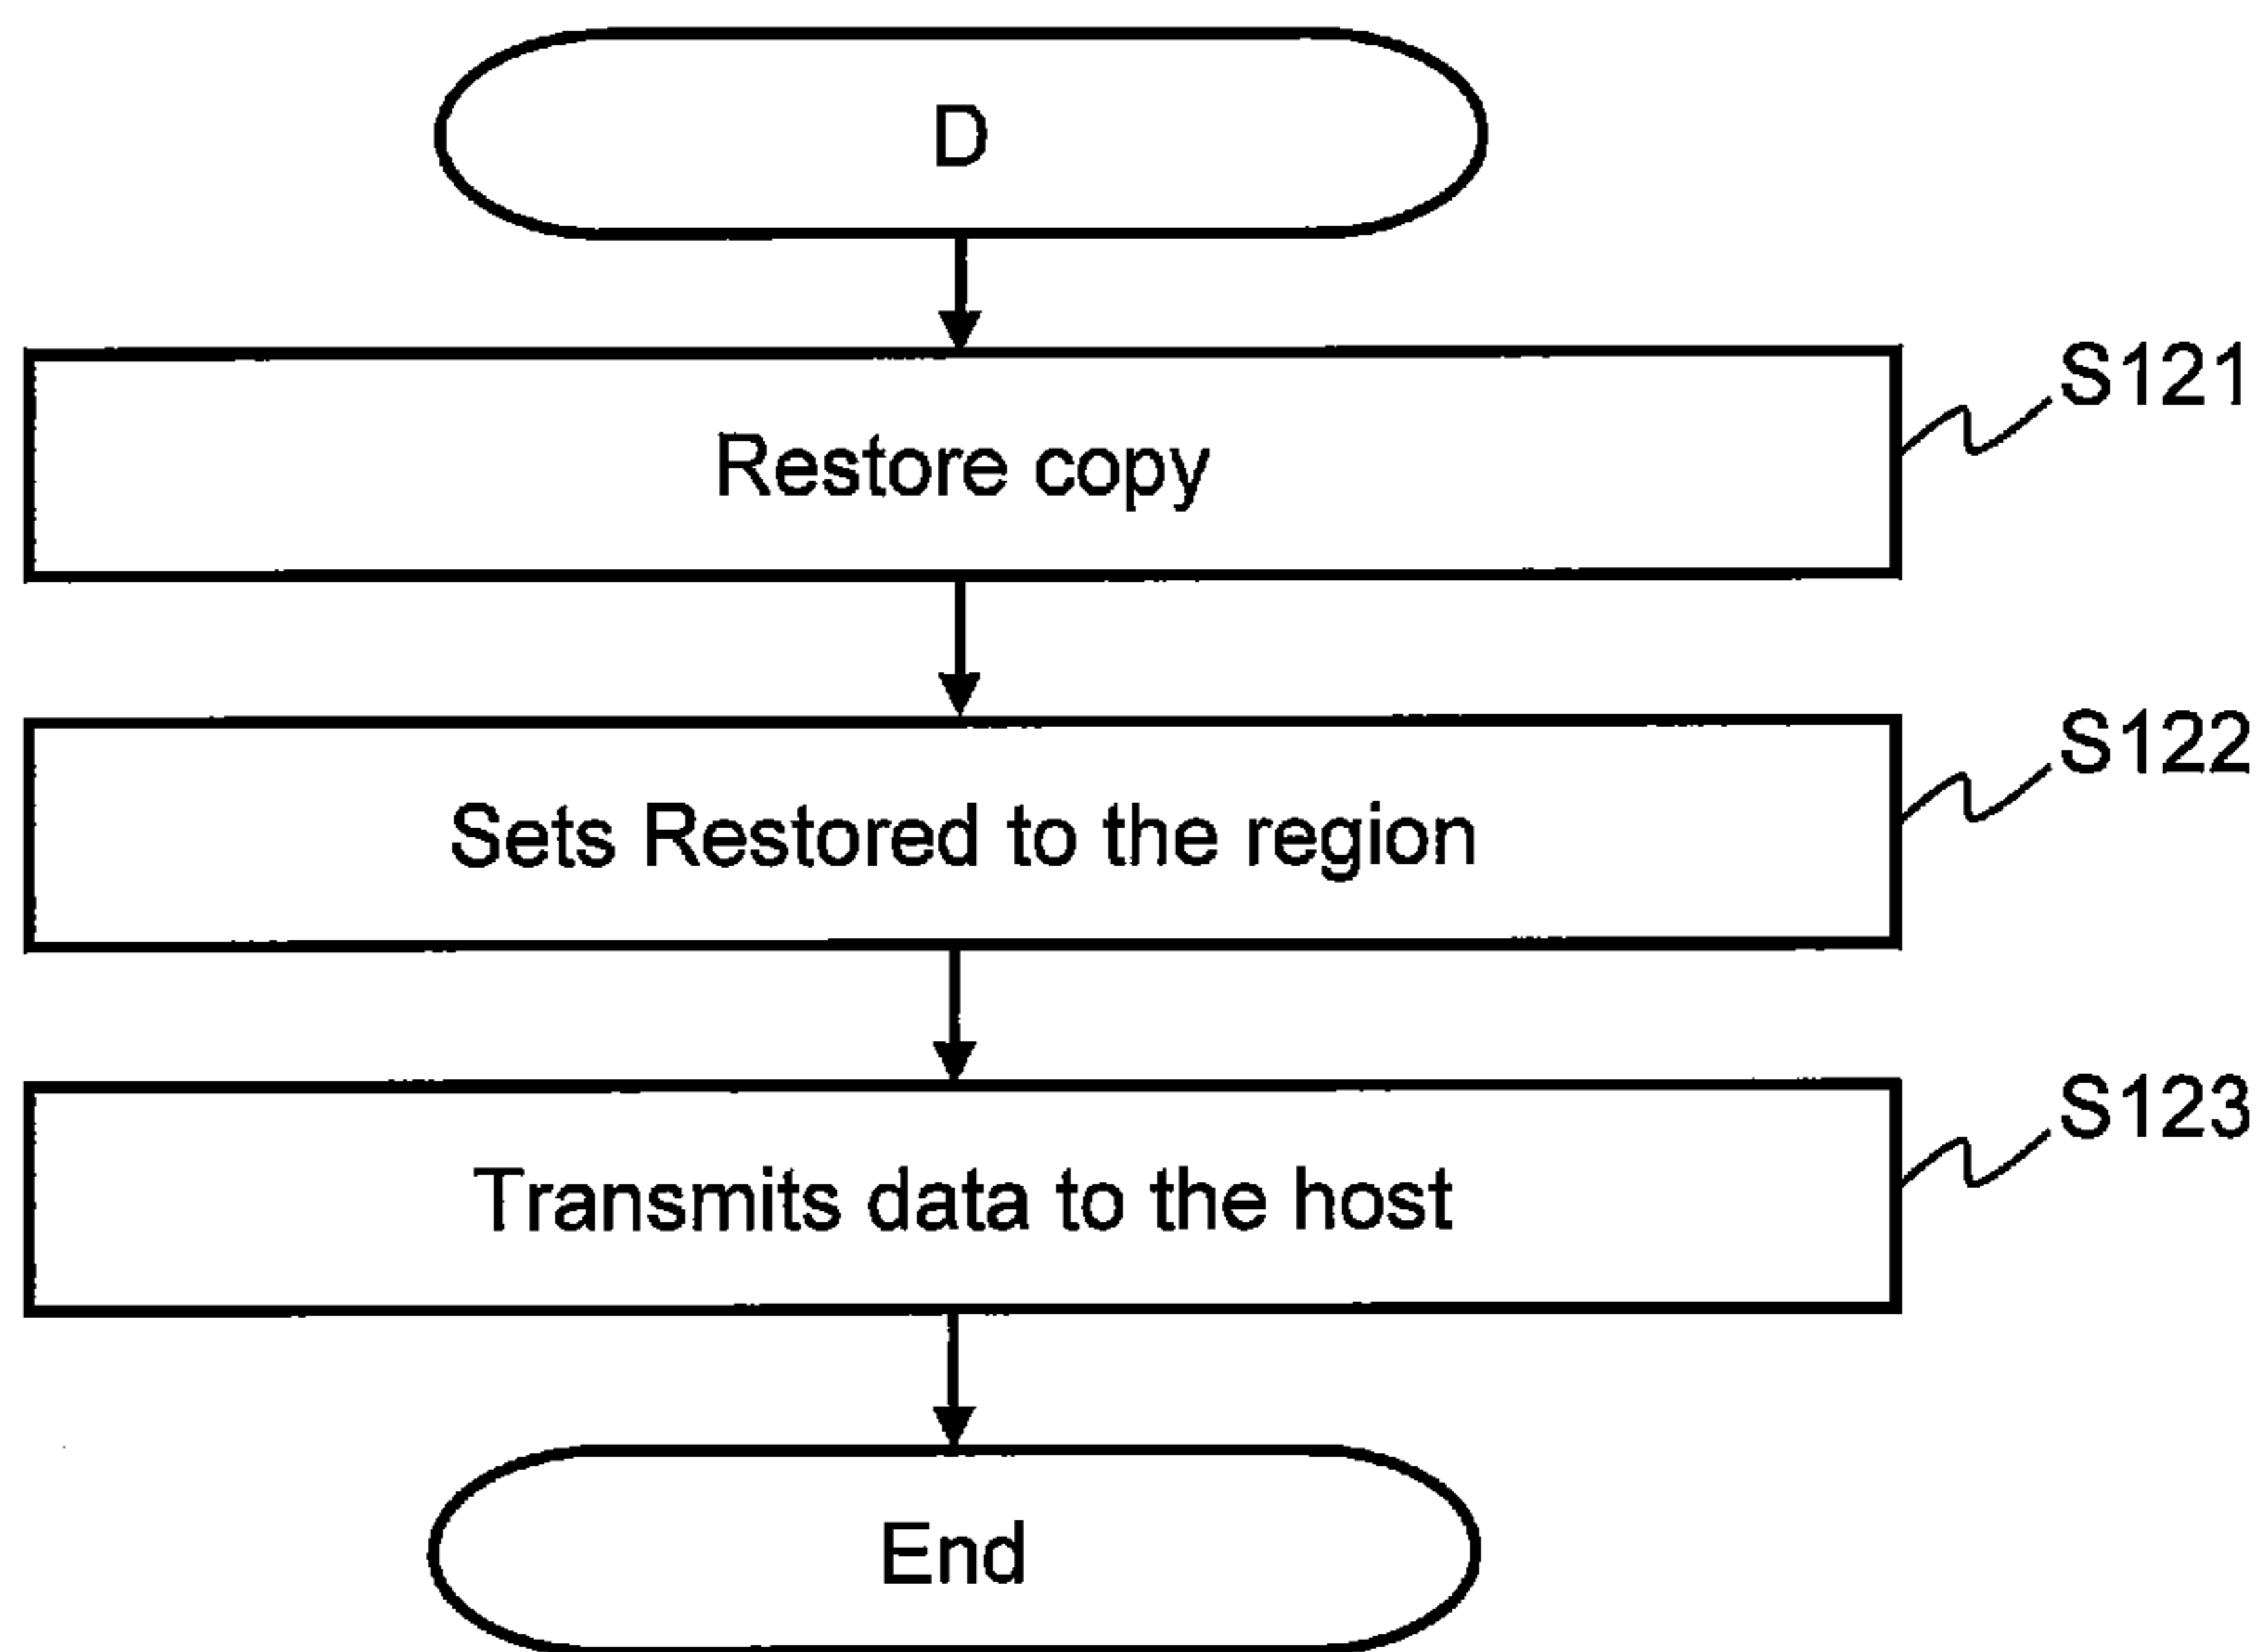 D
Restore copy
S121
Sets Restored to the region
S122
Transmits data to the host
S123
End